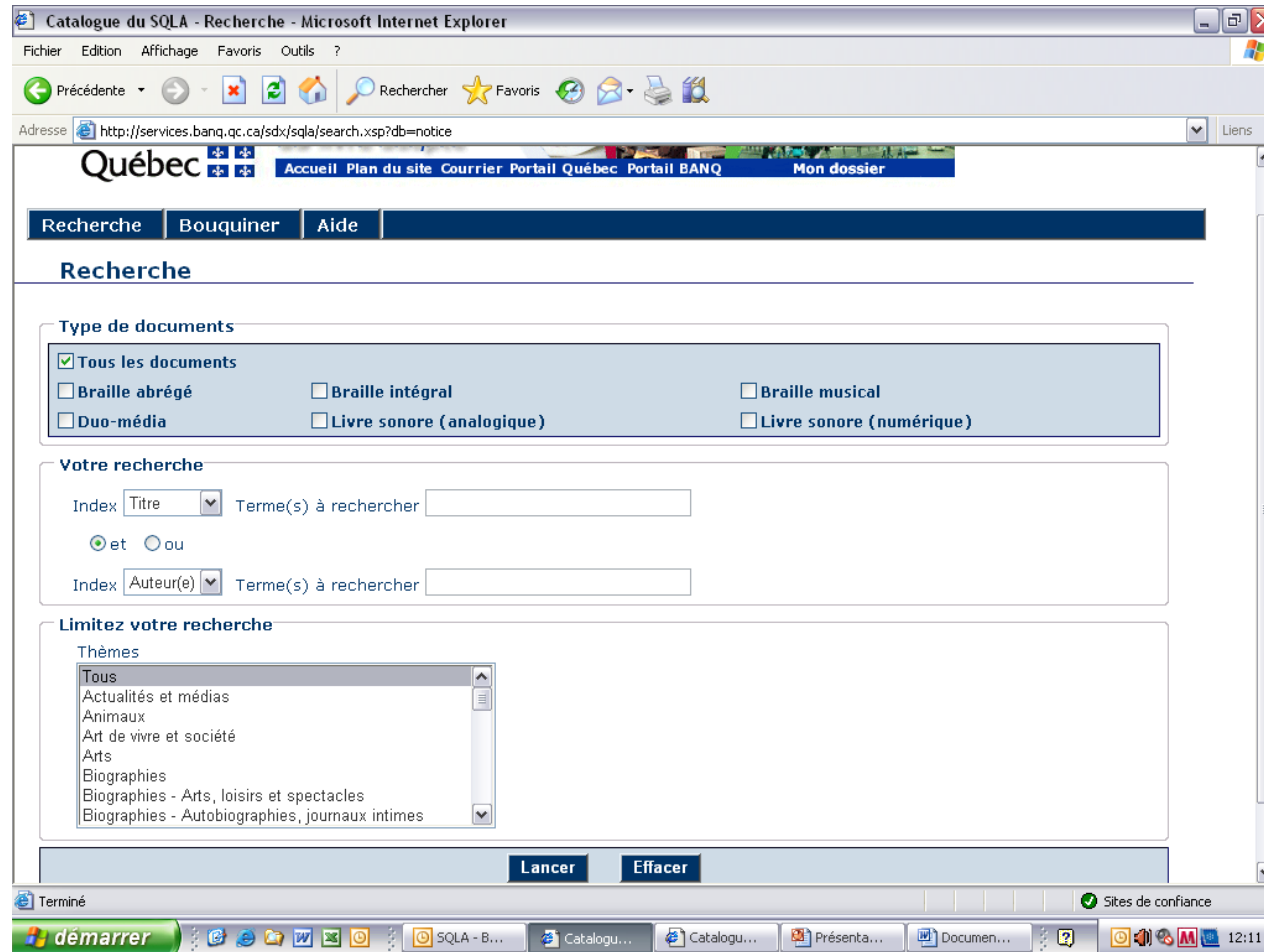 Catalogue du SQLA - Recherche - Microsoft Internet Explorer
Fichier Edition Affichage Favoris Outils ?
Précédente Rechercher Favoris
Adresse http://services.banq.qc.ca/sdx/sqla/search.xsp?db=notice Liens
Québec
Accueil Plan du site Courrier Portail Québec Portail BANQ Mon dossier
Recherche Bouquiner Aide
Recherche
Type de documents
Tous les documents
Braille abrégé Braille intégral Braille musical
Duo-média Livre sonore (analogique) Livre sonore (numérique)
Votre recherche
Index Titre Terme(s) à rechercher
et ou
Index Auteur(e) Terme(s) à rechercher
Limitez votre recherche
Thèmes
Tous
Actualités et médias
Animaux
Art de vivre et société
Arts
Biographies
Biographies - Arts, loisirs et spectacles
Biographies - Autobiographies, journaux intimes
Lancer Effacer
Terminé Sites de confiance
démarrer SQLA - B... Catalogu... Catalogu... Présenta... Documen... 12:11